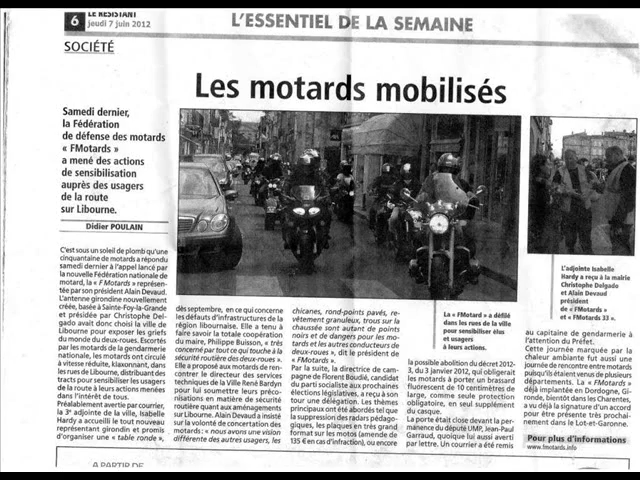 6
LE RÉSISTANT
jeudi 7 juin 2012
L'ESSENTIEL DE LA SEMAINE
SOCIÉTÉ
Les motards mobilisés
Samedi dernier,
la Fédération
de défense des motards
« FMotards »
a mené des actions
de sensibilisation
auprès des usagers
de la route
sur Libourne.
Didier POULAIN
C'est sous un soleil de plomb qu'une
cinquantaine de motards a répondu
samedi dernier à l'appel lancé par
la nouvelle Fédération nationale de
motard, la « F Motards » représen-
tée par son président Alain Devaud.
L'antenne girondine nouvellement
créée, basée à Sainte-Foy-la-Grande
et présidée par Christophe Del-
gado avait donc choisi la ville de
Libourne pour exposer les griefs
du monde du deux-roues. Escortés
par les motards de la gendarmerie
nationale, les motards ont circulé
à vitesse réduite, klaxonnant, dans
les rues de Libourne, distribuant des
tracts pour sensibiliser les usagers
de la route à leurs actions menées
dans l'intérêt de tous.
Préalablement avertie par courrier,
la 3e adjointe de la ville, Isabelle
Hardy a accueilli le tout nouveau
représentant girondin et promis
d'organiser une « table ronde »,
dès septembre, en ce qui concerne
les défauts d'infrastructures de la
région libournaise. Elle a tenu à
faire savoir la totale coopération
du maire, Philippe Buisson, « très
concerné par tout ce qui touche à la
sécurité routière des deux-roues ».
Elle a proposé aux motards de ren-
contrer le directeur des services
techniques de la Ville René Bardyn
pour lui remettre leurs pré-
conisations en matière de sécurité
routière quant aux aménagements
sur Libourne. Alain Devaud a insisté
sur la volonté de concertation des
motards : « nous avons une vision
différente des autres usagers, les
chicanes, rond-points, pavés, re-
vêtement granuleux, trous sur la
chaussée sont autant de points
noirs et de dangers pour les mo-
tards et les autres conducteurs de
deux-roues », dit le président de
« FMotards ».
Par la suite, la directrice de cam-
pagne de Florent Boudié, candidat
du parti socialiste aux prochaines
élections législatives, a reçu à son
tour une délégation. Les thèmes
principaux ont été abordés tel que
la suppression des radars pédago-
giques, les plaques en très grand
format sur les motos (amende de
135 € en cas d'infraction), ou encore
La « FMotard » a défilé
dans les rues de la ville
pour sensibiliser élus
et usagers
à leurs actions.
la possible abolition du décret 2012-
3, du 3 janvier 2012, qui obligerait
les motards à porter un brassard
fluorescent de 10 centimètres de
large, comme seule protection
obligatoire, en seul supplément
du casque.
La porte était close devant la per-
manence du député UMP, Jean-Paul
Garraud, quoique lui aussi averti
par lettre. Un courrier a été remis
L'adjointe Isabelle
Hardy a reçu à la mairie
Christophe Delgado
et Alain Devaud
président
de « FMotards »
et « FMotards 33 ».
au capitaine de gendarmerie à
l'attention du Préfet.
Cette journée marquée par la
chaleur ambiante fut aussi une
journée de rencontre entre motards
puisqu'ils étaient venus de plusieurs
départements. La « FMotards »
déjà implantée en Dordogne, Gi-
ronde, bientôt dans les Charentes,
a vu déjà la signature d'un accord
pour être présente très prochai-
nement dans le Lot-et-Garonne.
Pour plus d'informations
www.fmotards.info
A PARTIR DE